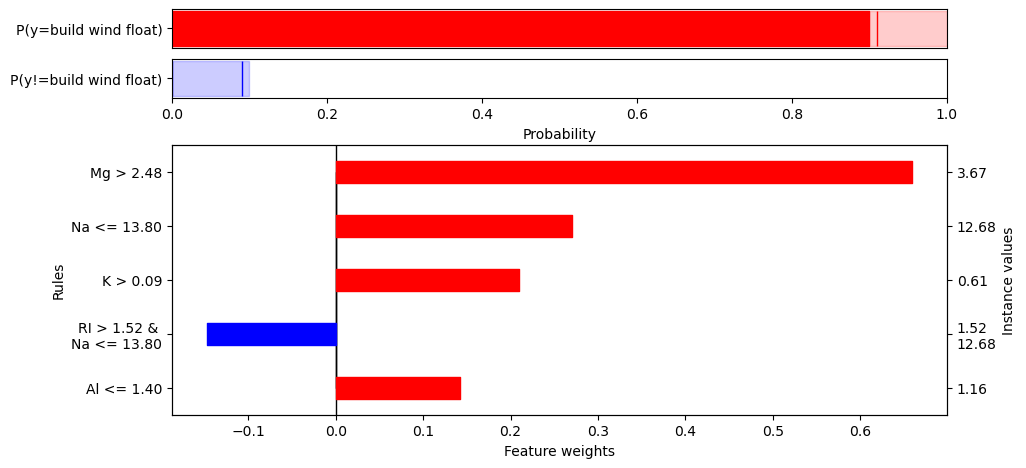 P(y=build wind float)
P(y!=build wind float)
0.0 0.2 0.4 0.6 0.8 1.0
Probability
Mg > 2.48 3.67
Na <= 13.80 12.68
K > 0.09 0.61
RI > 1.52 & 1.52
Na <= 13.80 12.68
Al <= 1.40 1.16
Rules
Instance values
−0.1 0.0 0.1 0.2 0.3 0.4 0.5 0.6
Feature weights